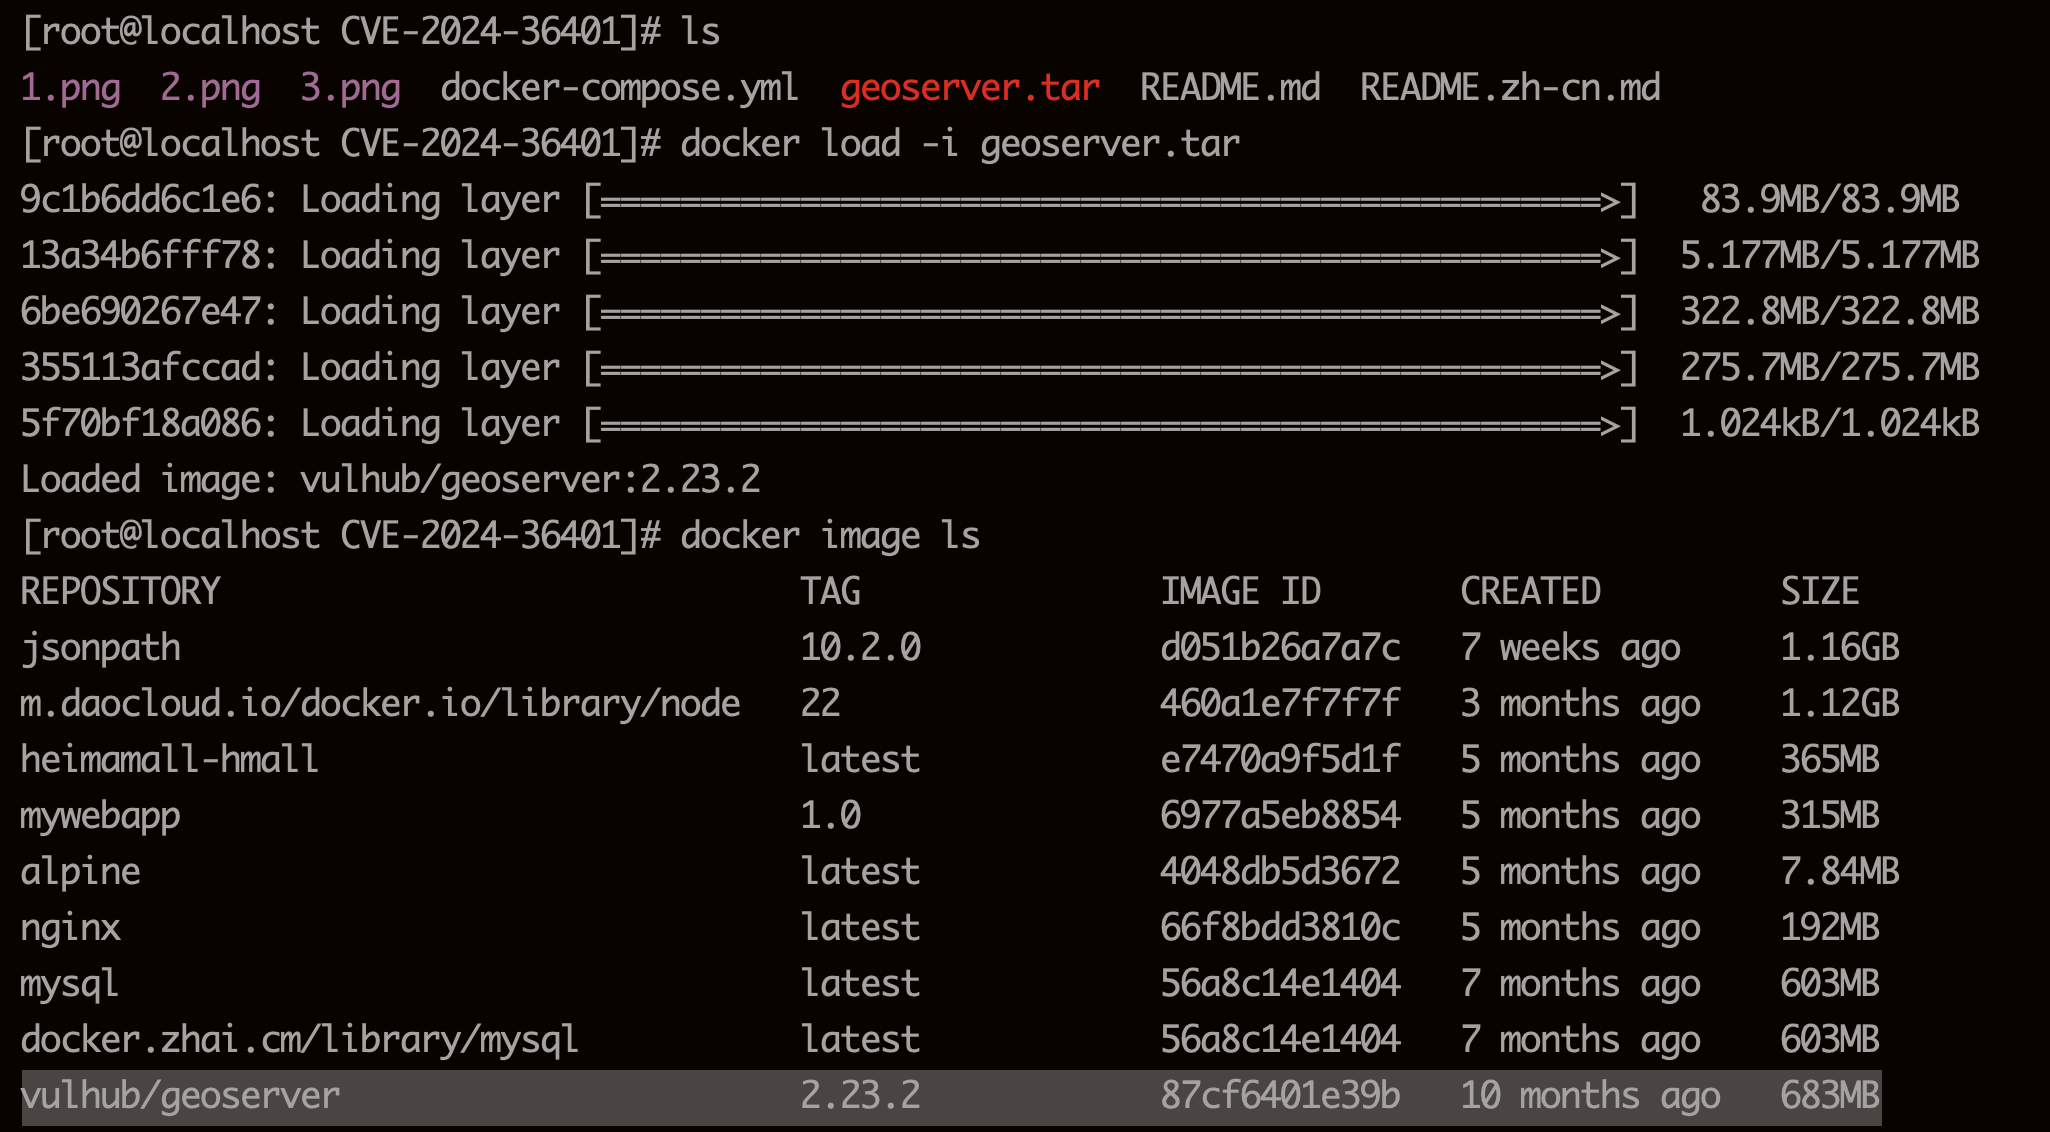 [root@localhost CVE-2024-36401]# ls
1.png  2.png  3.png  docker-compose.yml  geoserver.tar  README.md  README.zh-cn.md
[root@localhost CVE-2024-36401]# docker load -i geoserver.tar
9c1b6dd6c1e6: Loading layer [==================================================>]   83.9MB/83.9MB
13a34b6fff78: Loading layer [==================================================>]  5.177MB/5.177MB
6be690267e47: Loading layer [==================================================>]  322.8MB/322.8MB
355113afccad: Loading layer [==================================================>]  275.7MB/275.7MB
5f70bf18a086: Loading layer [==================================================>]  1.024kB/1.024kB
Loaded image: vulhub/geoserver:2.23.2
[root@localhost CVE-2024-36401]# docker image ls
REPOSITORY                             TAG               IMAGE ID       CREATED         SIZE
jsonpath                               10.2.0            d051b26a7a7c   7 weeks ago     1.16GB
m.daocloud.io/docker.io/library/node   22                460a1e7f7f7f   3 months ago    1.12GB
heimamall-hmall                        latest            e7470a9f5d1f   5 months ago    365MB
mywebapp                               1.0               6977a5eb8854   5 months ago    315MB
alpine                                 latest            4048db5d3672   5 months ago    7.84MB
nginx                                  latest            66f8bdd3810c   5 months ago    192MB
mysql                                  latest            56a8c14e1404   7 months ago    603MB
docker.zhai.cm/library/mysql           latest            56a8c14e1404   7 months ago    603MB
vulhub/geoserver                       2.23.2            87cf6401e39b   10 months ago   683MB